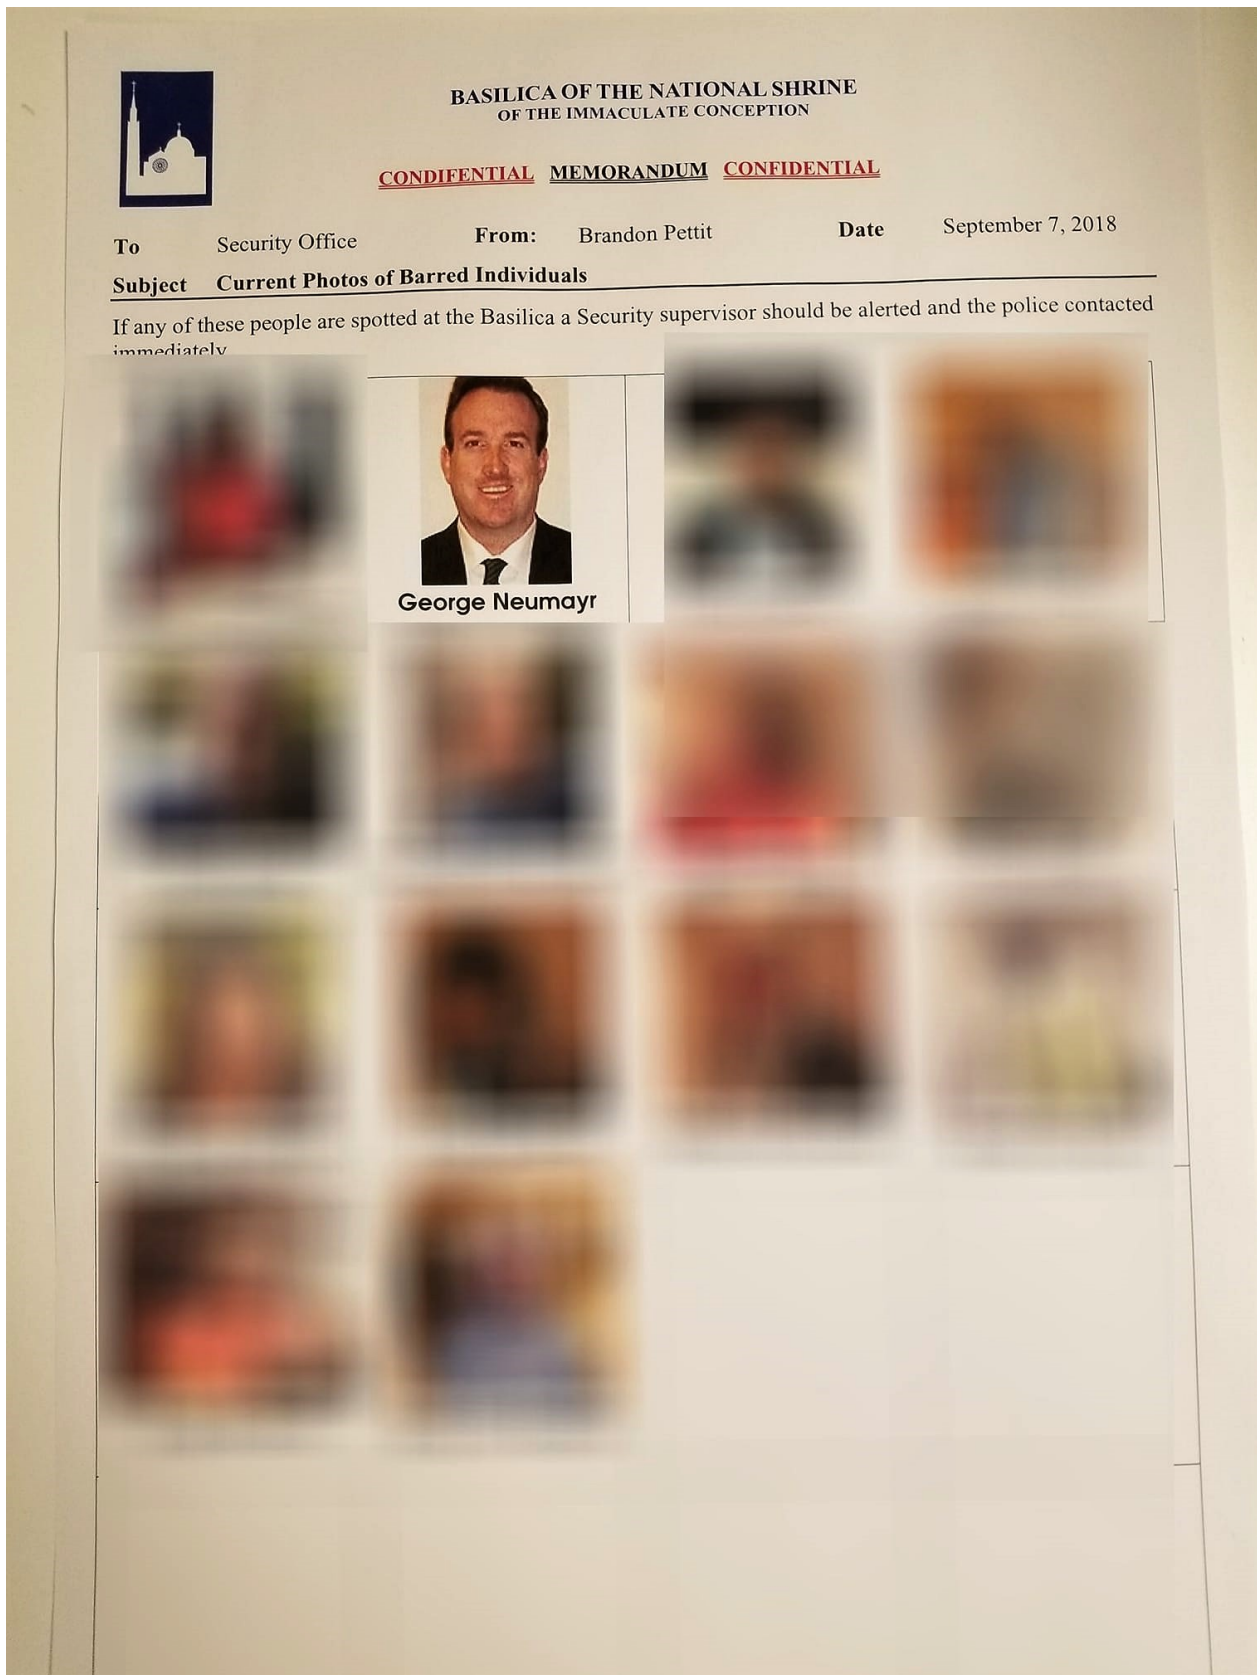 BASILICA OF THE NATIONAL SHRINE
OF THE IMMACULATE CONCEPTION
CONDIFENTIAL MEMORANDUM CONFIDENTIAL
To Security Office From: Brandon Pettit Date September 7, 2018
Subject Current Photos of Barred Individuals
If any of these people are spotted at the Basilica a Security supervisor should be alerted and the police contacted
immediately
George Neumayr